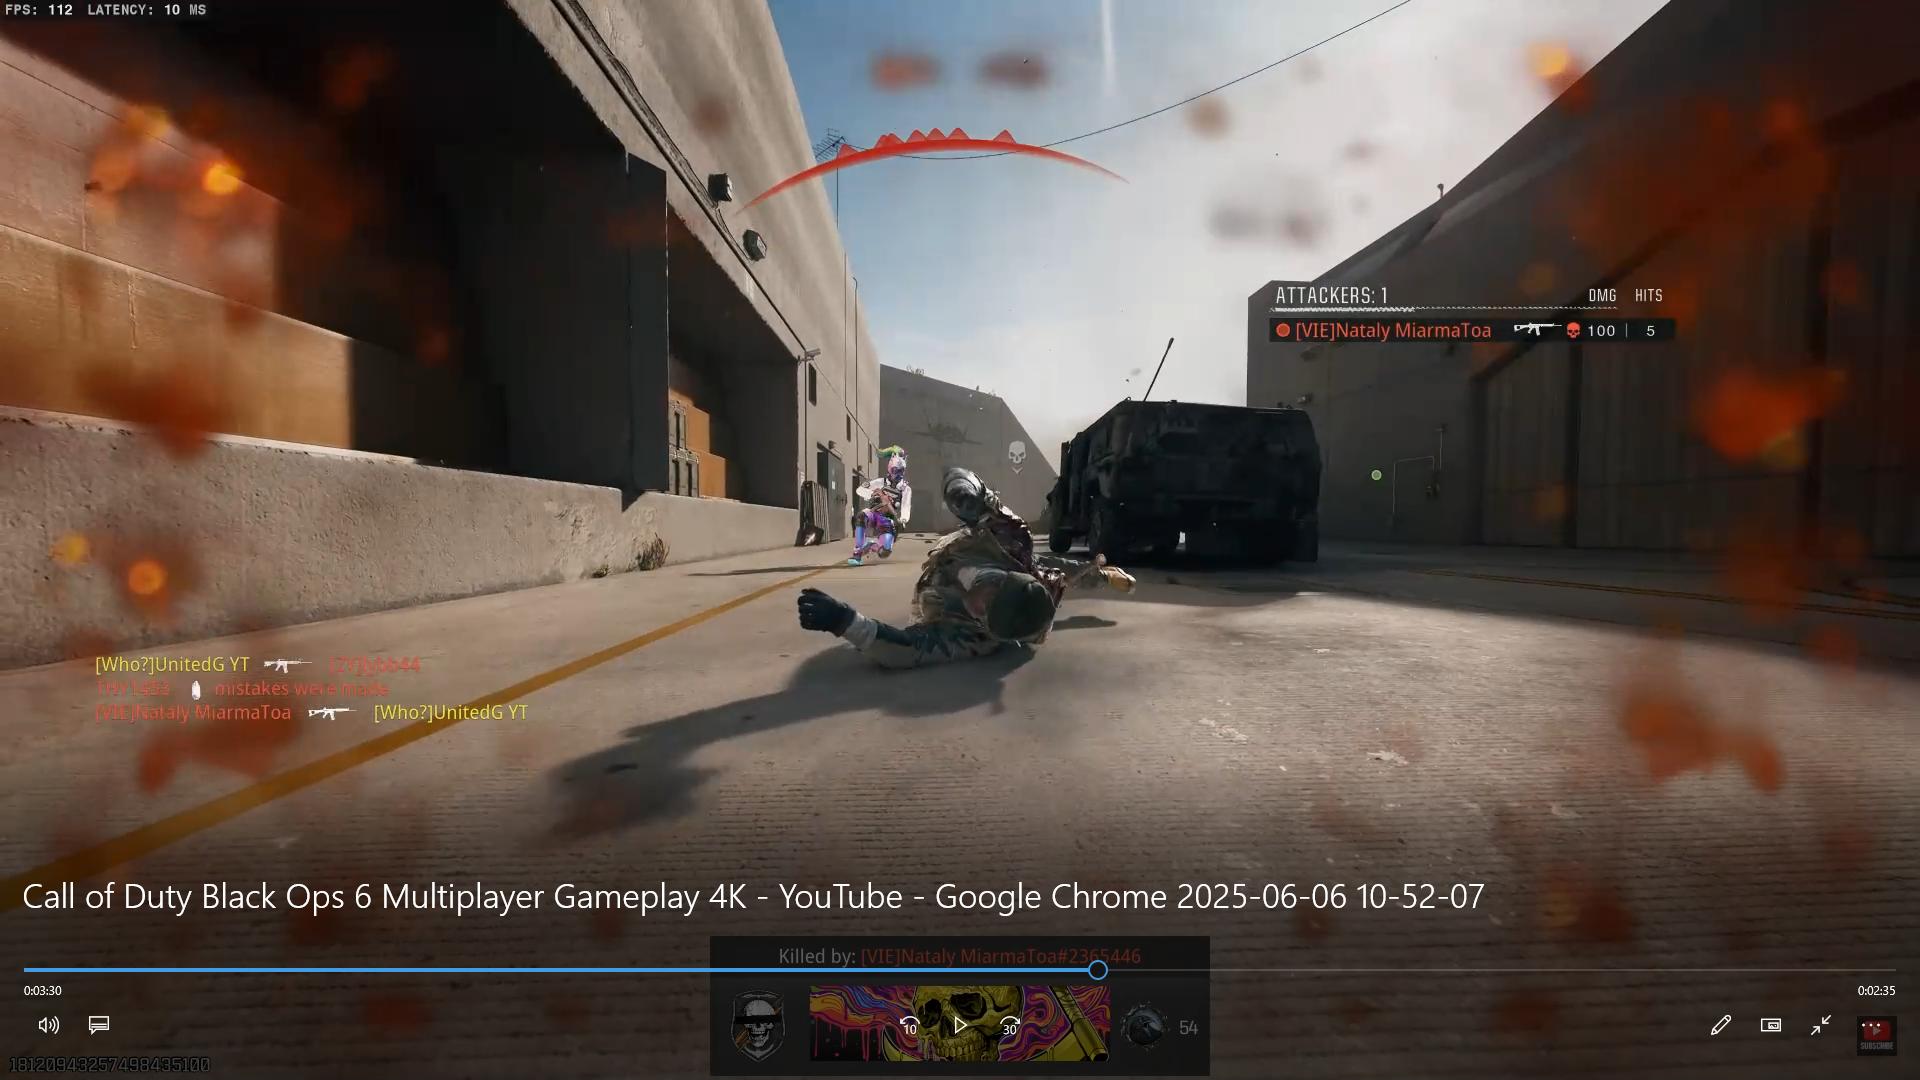 FPS: 112 LATENCY: 10 MS
ATTACKERS: 1 DMG HITS
[VIE]Nataly MiarmaToa 100 | 5
[Who?]UnitedG YT
mistakes were made
[VIE]Nataly MiarmaToa [Who?]UnitedG YT
Call of Duty Black Ops 6 Multiplayer Gameplay 4K - YouTube - Google Chrome 2025-06-06 10-52-07
Killed by: [VIE]Nataly MiarmaToa#2365446
0:03:30 0:02:35
10 30 54
SUBSCRIBE
18120943257498435100